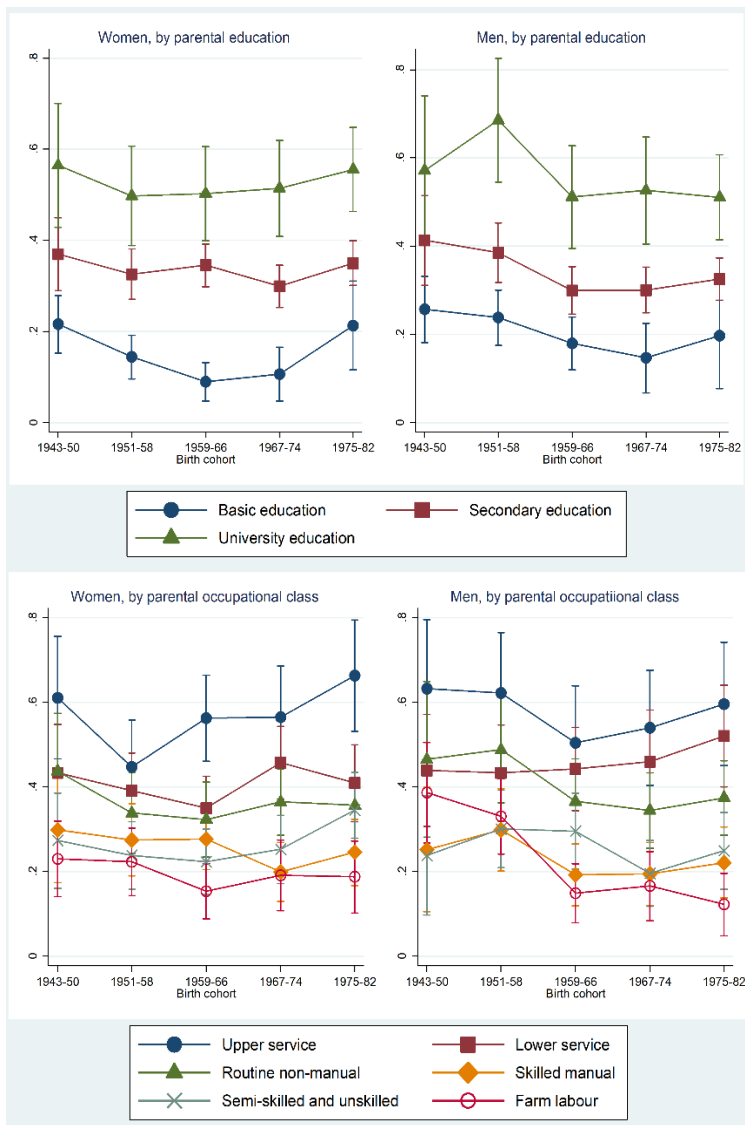 Women, by parental education
Men, by parental education
.8
.6
.4
.2
0
1943-50 1951-58 1959-66 1967-74 1975-82
Birth cohort
.8
.6
.4
.2
0
1943-50 1951-58 1959-66 1967-74 1975-82
Birth cohort
Basic education
Secondary education
University education
Women, by parental occupational class
Men, by parental occupatiional class
.8
.6
.4
.2
0
1943-50 1951-58 1959-66 1967-74 1975-82
Birth cohort
.8
.6
.4
.2
0
1943-50 1951-58 1959-66 1967-74 1975-82
Birth cohort
Upper service
Lower service
Routine non-manual
Skilled manual
Semi-skilled and unskilled
Farm labour